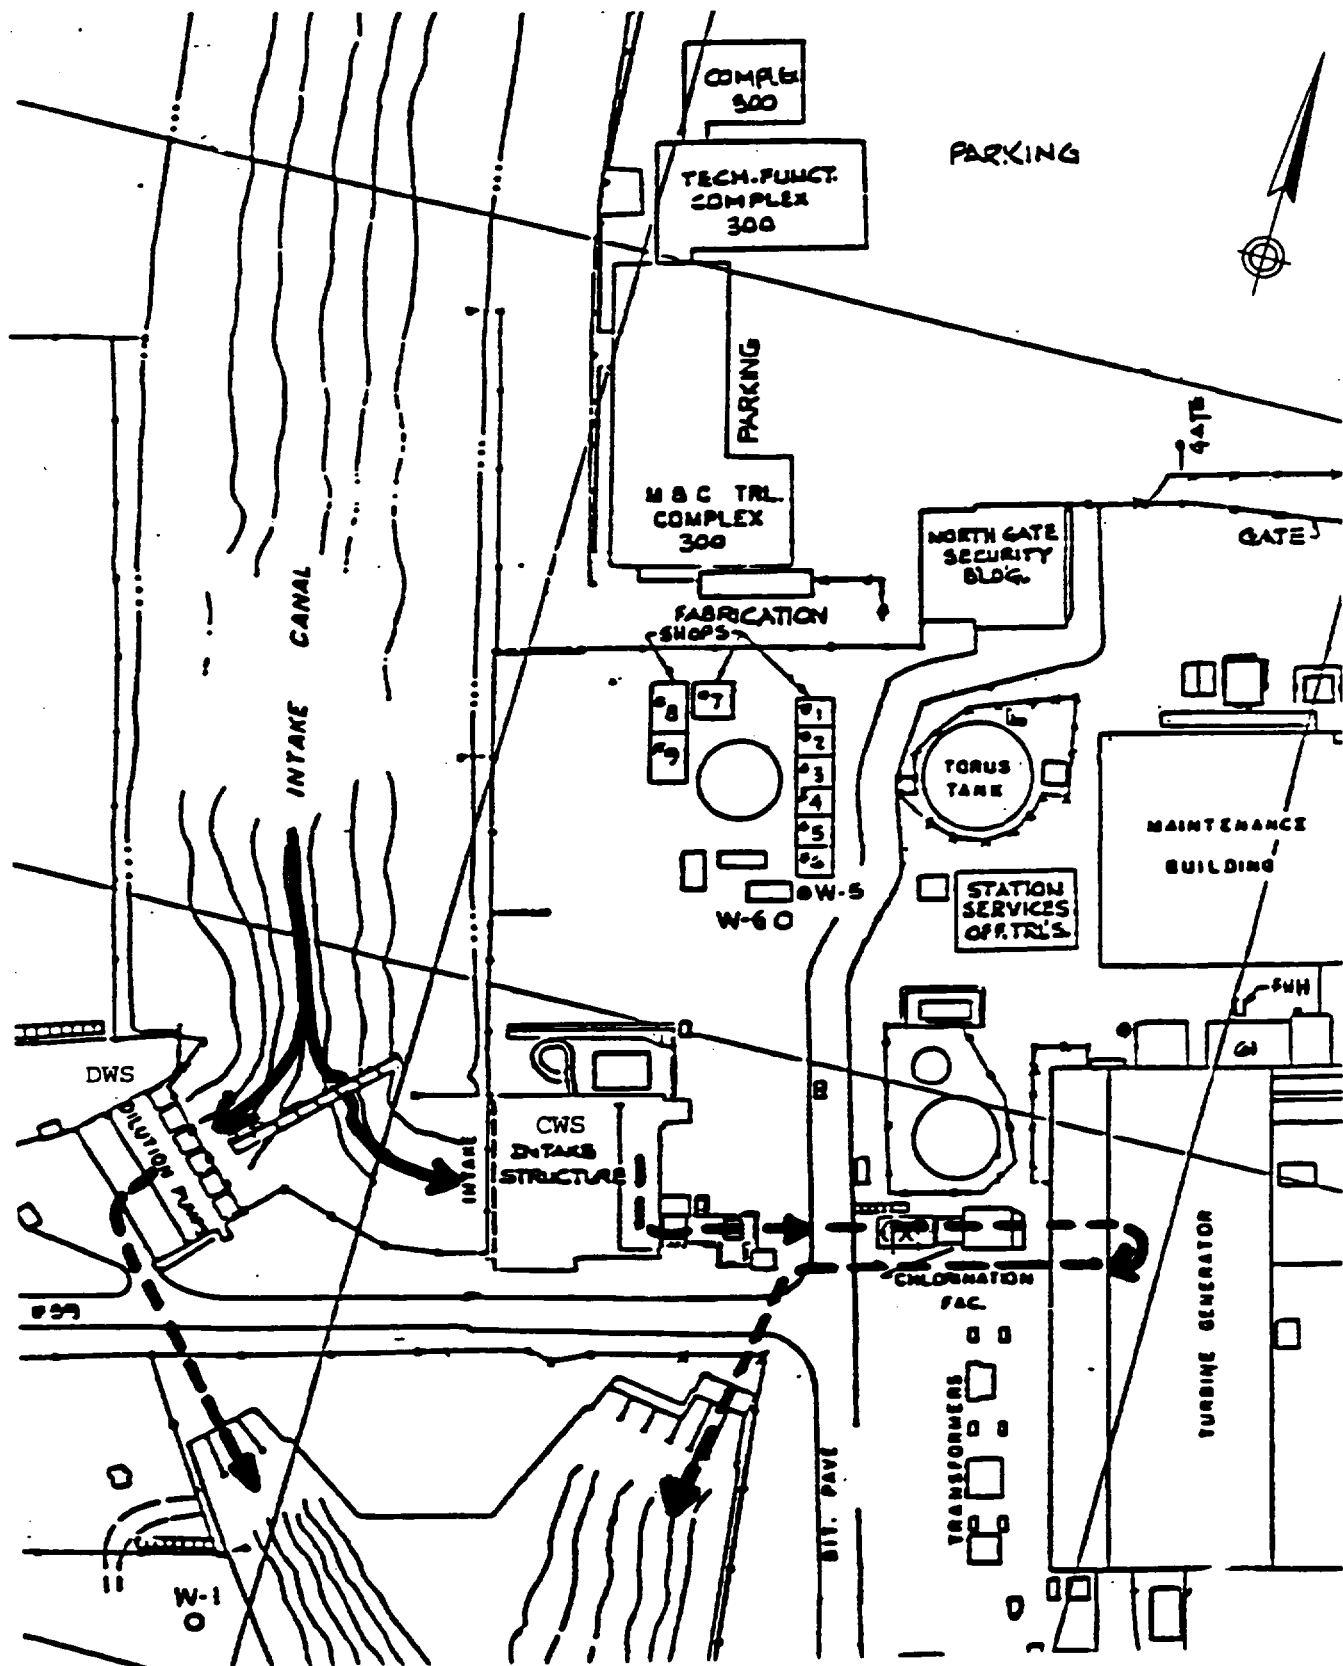 COMPLEX
300
PARKING
TECH. FUNCT.
COMPLEX
300
PARKING
GATE
M & C TRL.
COMPLEX
300
NORTH GATE
SECURITY
BLDG.
GATE
INTAKE CANAL
FABRICATION
SHOPS
8
7
1
9
2
3
4
5
6
TORUS
TANK
MAINTENANCE
BUILDING
W-5
W-6
STATION
SERVICES
OFF. TRL'S.
DWS
DILUTION PUMPS
INTAKE
CWS
INTAKE
STRUCTURE
CHLORINATION
FAC.
TURBINE GENERATOR
TRANSFORMERS
BIT. PAVE
W-1